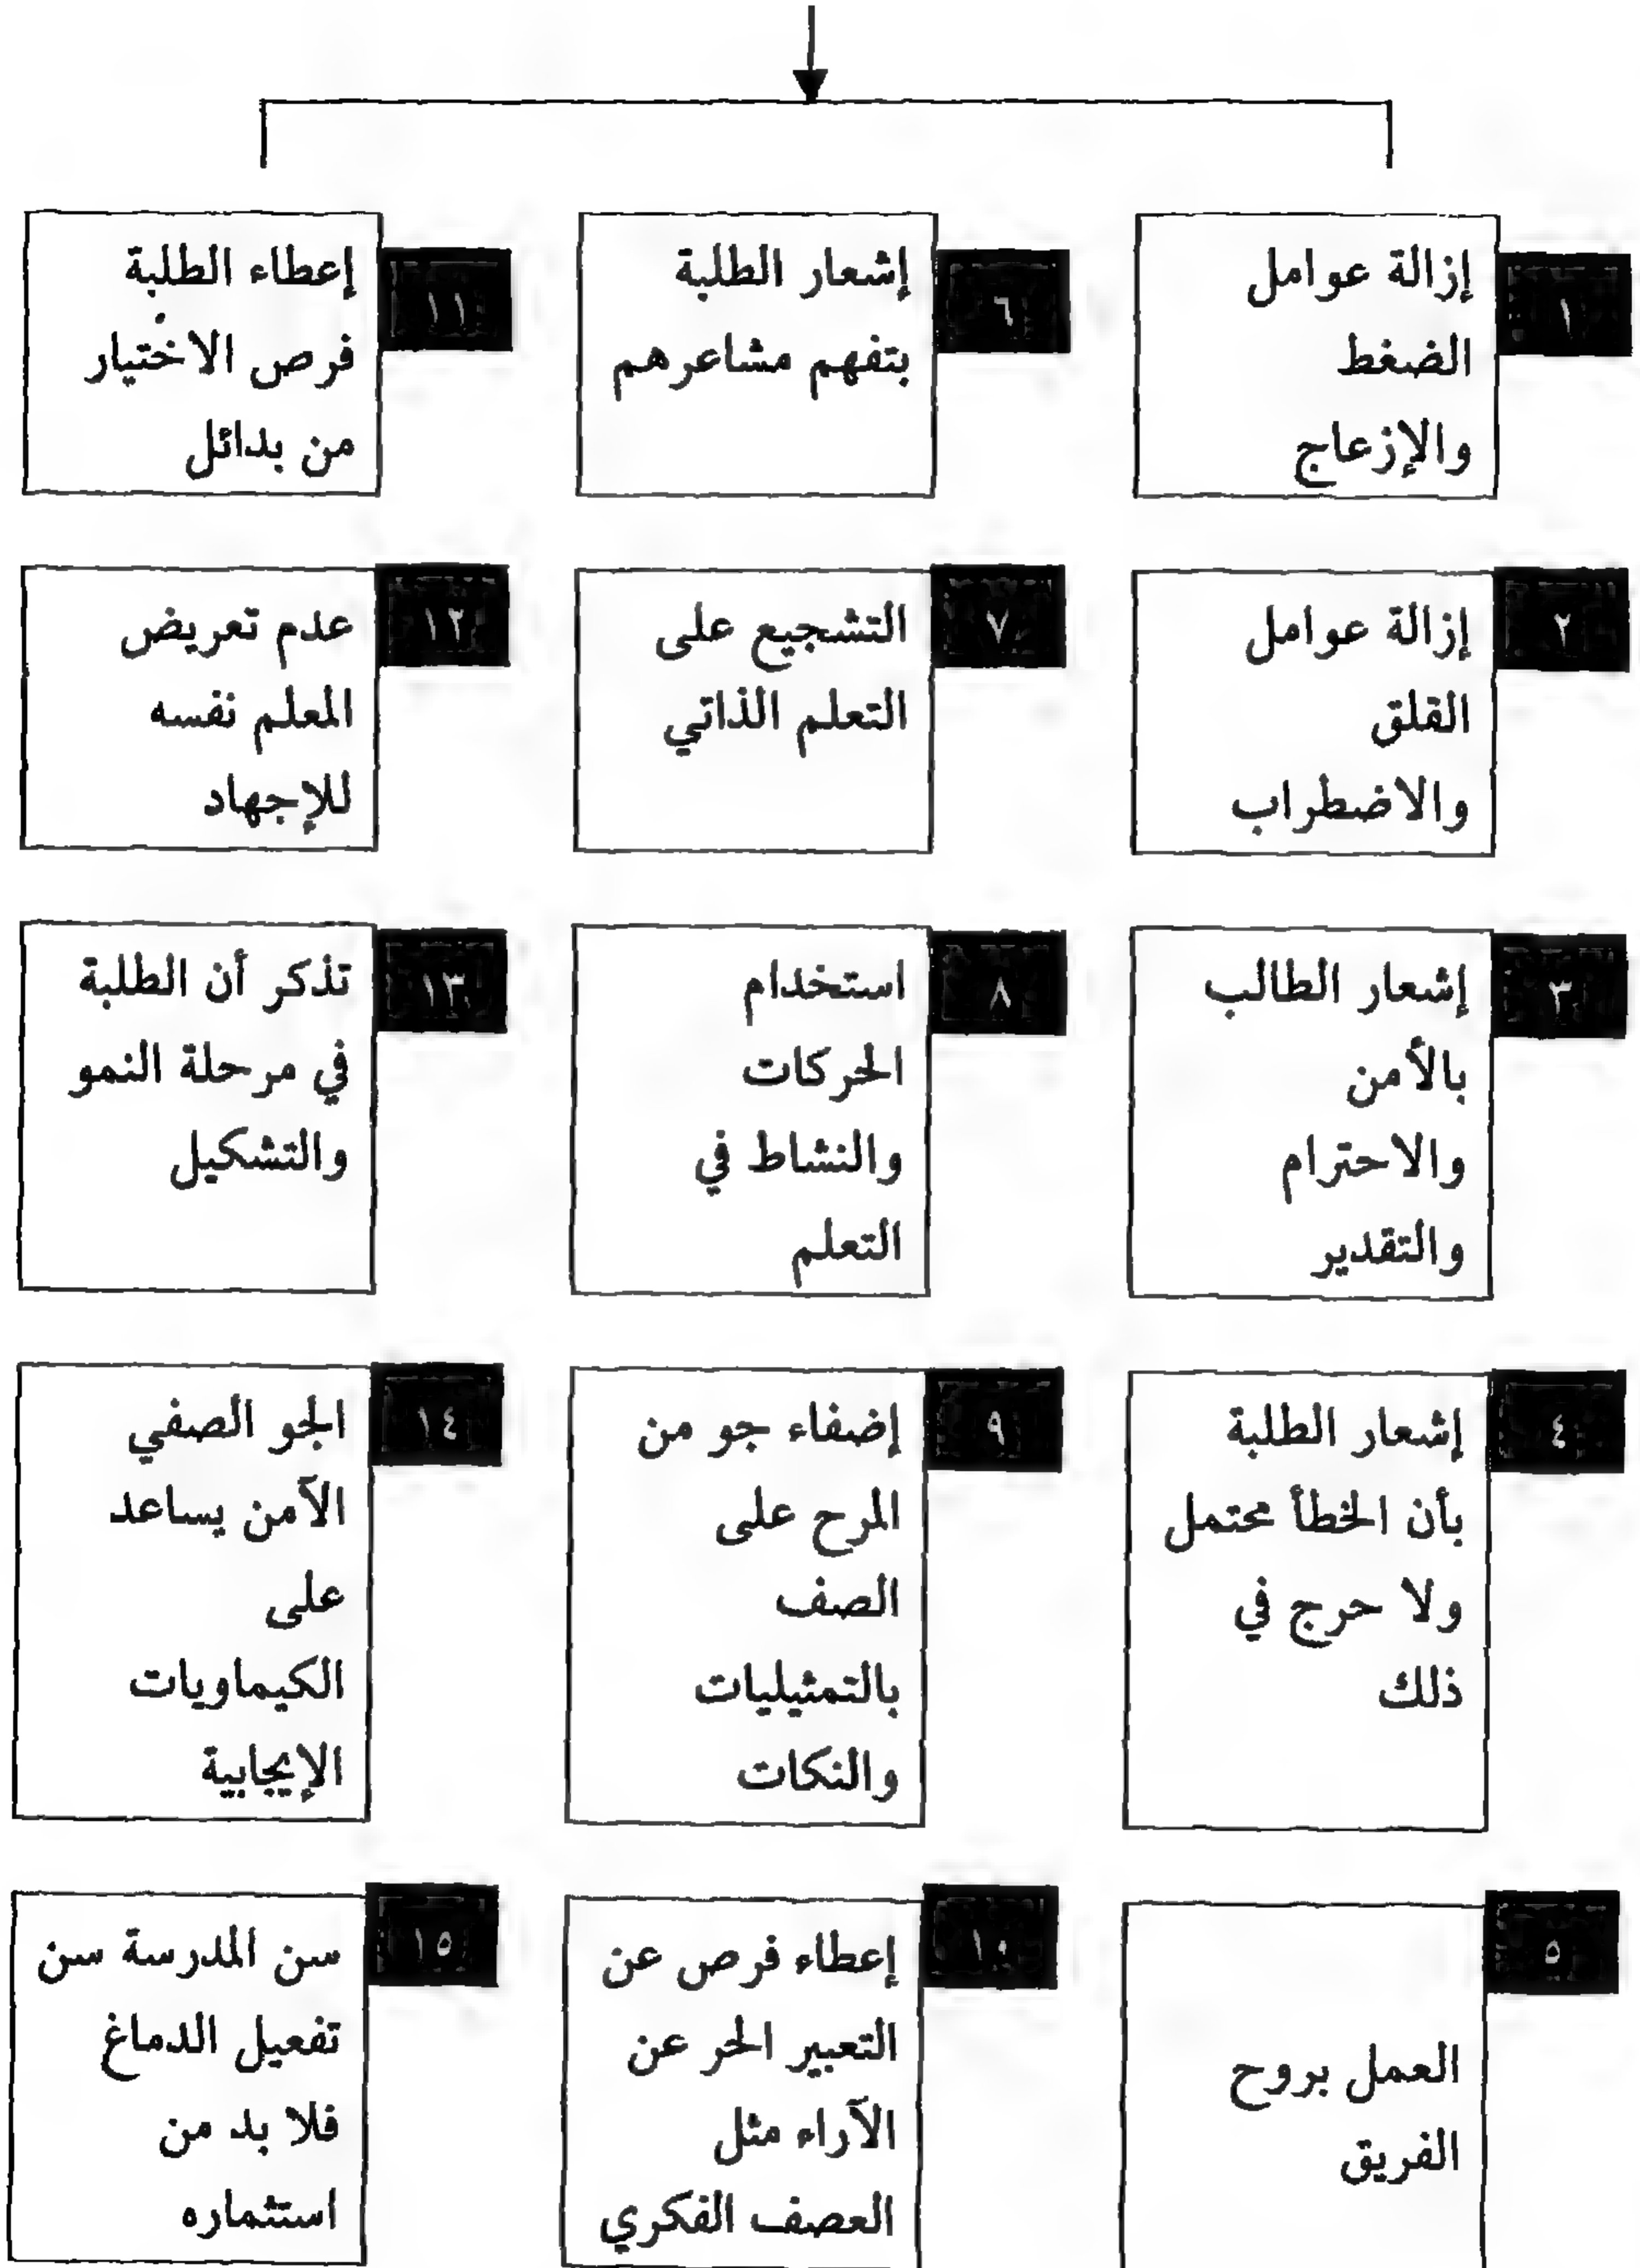 ١
إزالة عوامل
الضغط
والإزعاج
٢
إزالة عوامل
القلق
والاضطراب
٣
إشعار الطالب
بالأمن
والاحترام
والتقدير
٤
إشعار الطلبة
بأن الخطأ محتمل
ولا حرج في
ذلك
٥
العمل بروح
الفريق
٦
إشعار الطلبة
بتفهم مشاعرهم
٧
التشجيع على
التعلم الذاتي
٨
استخدام
الحركات
والنشاط في
التعلم
٩
إضفاء جو من
المرح على
الصف
بالتمثيليات
والنكات
١٠
إعطاء فرص عن
التعبير الحر عن
الآراء مثل
العصف الفكري
١١
إعطاء الطلبة
فرص الاختيار
من بدائل
١٢
عدم تعريض
المعلم نفسه
للإجهاد
١٣
تذكر أن الطلبة
في مرحلة النمو
والتشكيل
١٤
الجو الصفي
الآمن يساعد
على
الكيماويات
الإيجابية
١٥
سن المدرسة سن
تفعيل الدماغ
فلا بد من
استثماره